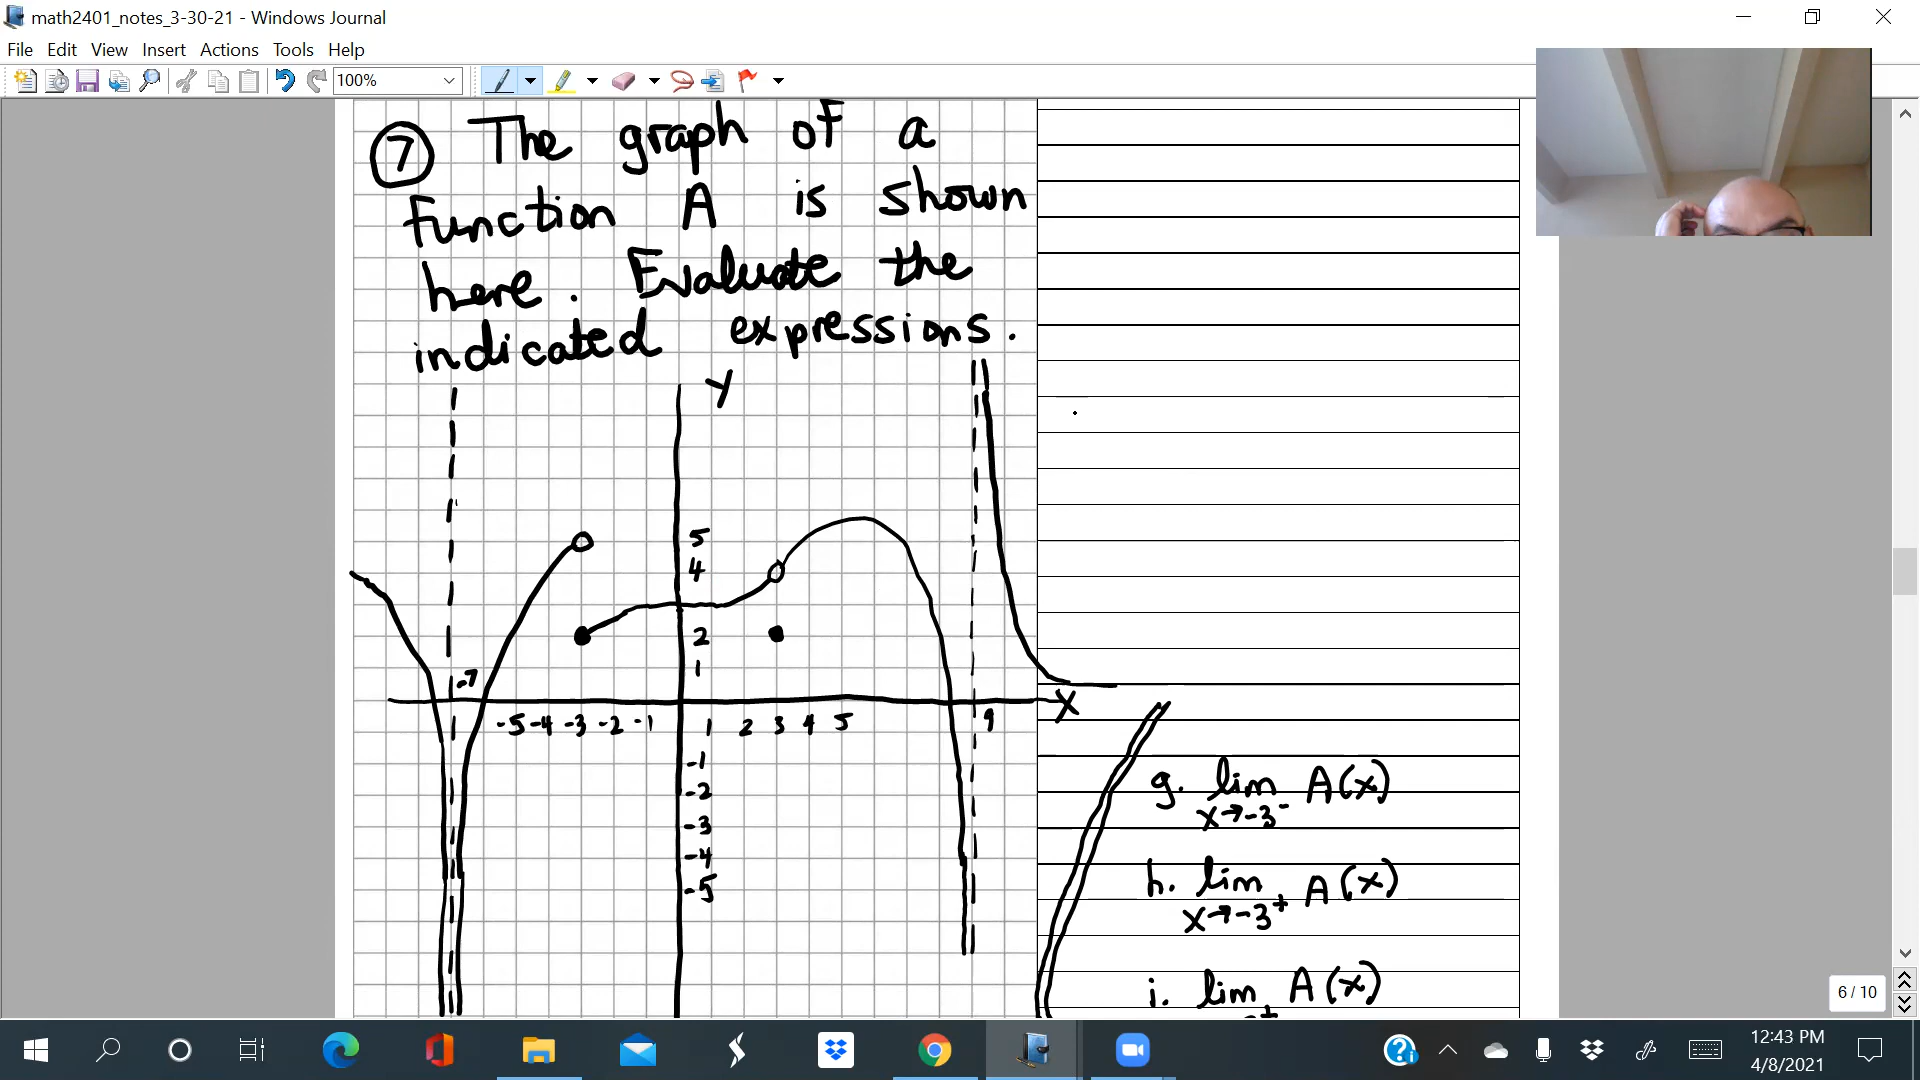 math2401_notes_3-30-21 - Windows Journal
File Edit View Insert Actions Tools Help
100%
⑦ The graph of a
function A is shown
here. Evaluate the
indicated expressions.
Y
5
4
2
1
-7
X
-5 -4 -3 -2 -1 1 2 3 4 5 9
-1
-2
-3
-4
-5
g. lim A(x)
x→-3⁻
h. lim A(x)
x→-3⁺
i. lim A(x)
6 / 10
12:43 PM
4/8/2021